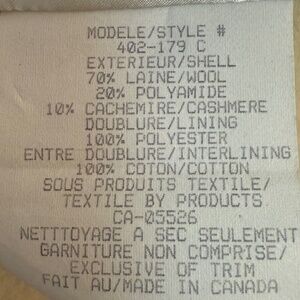 MODELE/STYLE #
402-179 C
EXTERIEUR/SHELL
70% LAINE/WOOL
20% POLYAMIDE
10% CACHEMIRE/CASHMERE
DOUBLURE/LINING
100% POLYESTER
ENTRE DOUBLURE/INTERLINING
100% COTON/COTTON
SOUS PRODUITS TEXTILE/
TEXTILE BY PRODUCTS
CA-05526
NETTTOYAGE A SEC SEULEMENT
GARNITURE NON COMPRISE/
EXCLUSIVE OF TRIM
FAIT AU/MADE IN CANADA